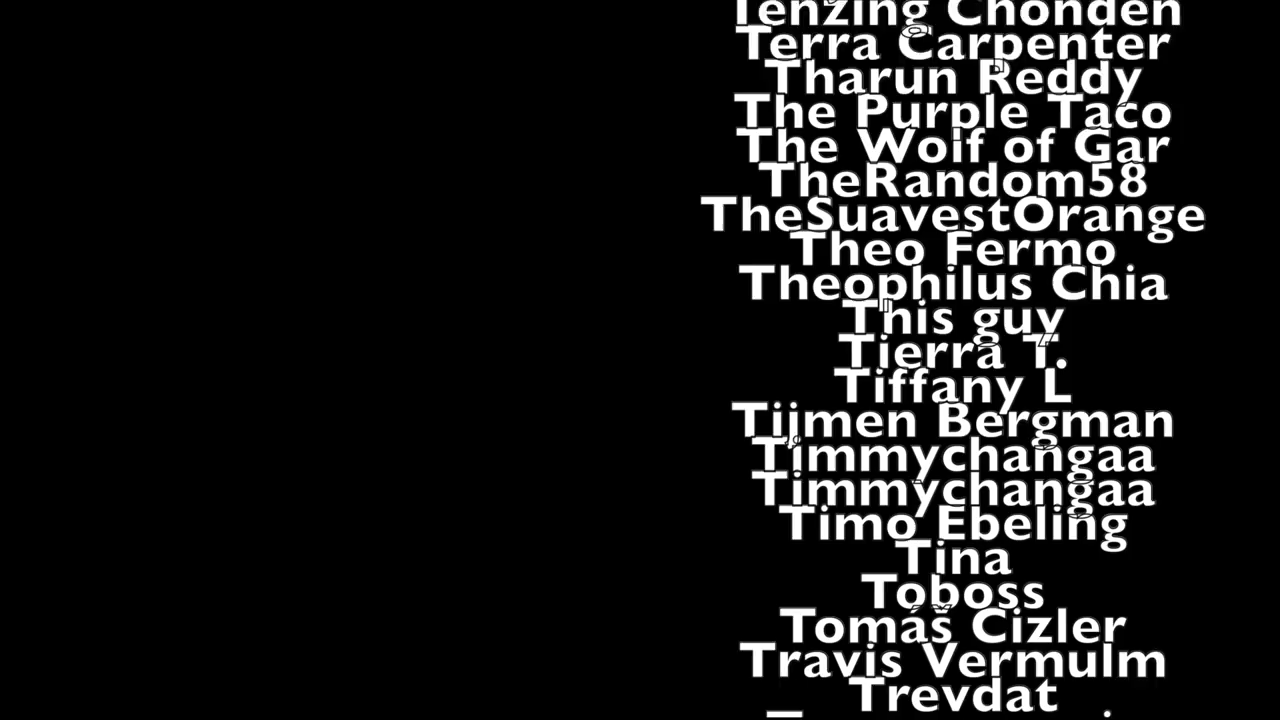 Tenzing Chonden
Terra Carpenter
Tharun Reddy
The Purple Taco
The Wolf of Gar
TheRandom58
TheSuavestOrange
Theo Fermo
Theophilus Chia
This guy
Tierra T.
Tiffany L
Tijmen Bergman
Timmychangaa
Timmychangaa
Timo Ebeling
Tina
Toboss
Tomáš Cizler
Travis Vermulm
Trevdat